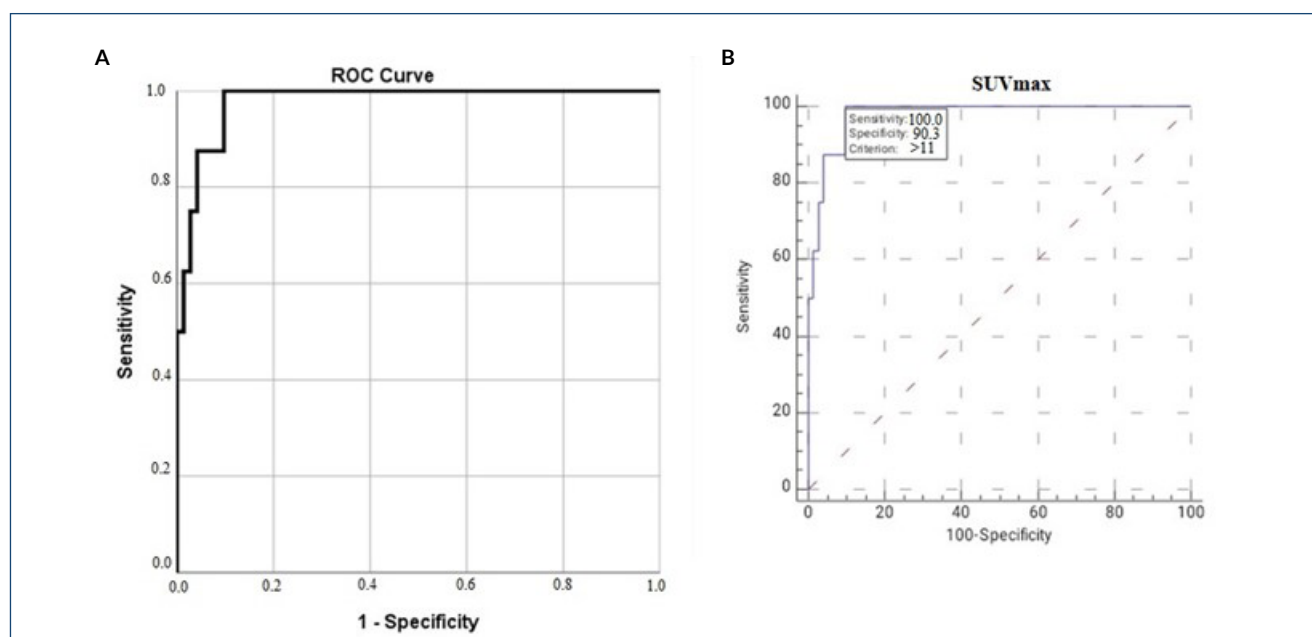 A
ROC Curve
1.0
0.8
0.6
0.4
0.2
0.0
Sensitivity
0.0 0.2 0.4 0.6 0.8 1.0
1 - Specificity
B
SUVmax
100
80
60
40
20
0
Sensitivity
Sensitivity: 100.0
Specificity: 90.3
Criterion: >11
0 20 40 60 80 100
100-Specificity